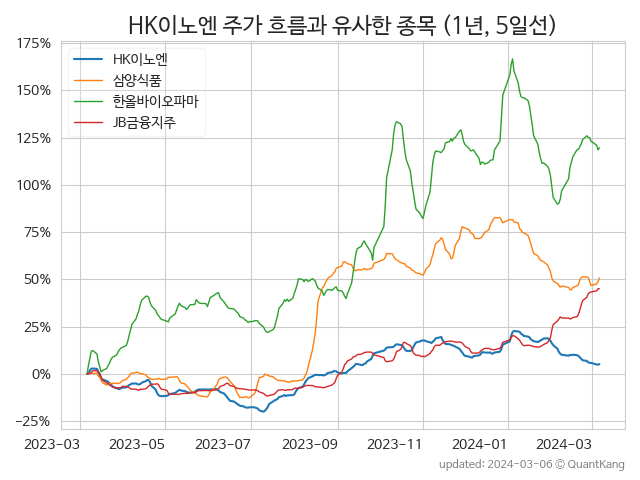 HK이노엔 주가 흐름과 유사한 종목 (1년, 5일선)
175%
150%
125%
100%
75%
50%
25%
0%
−25%
HK이노엔
삼양식품
한올바이오파마
JB금융지주
2023-03 2023-05 2023-07 2023-09 2023-11 2024-01 2024-03
updated: 2024-03-06 © QuantKang